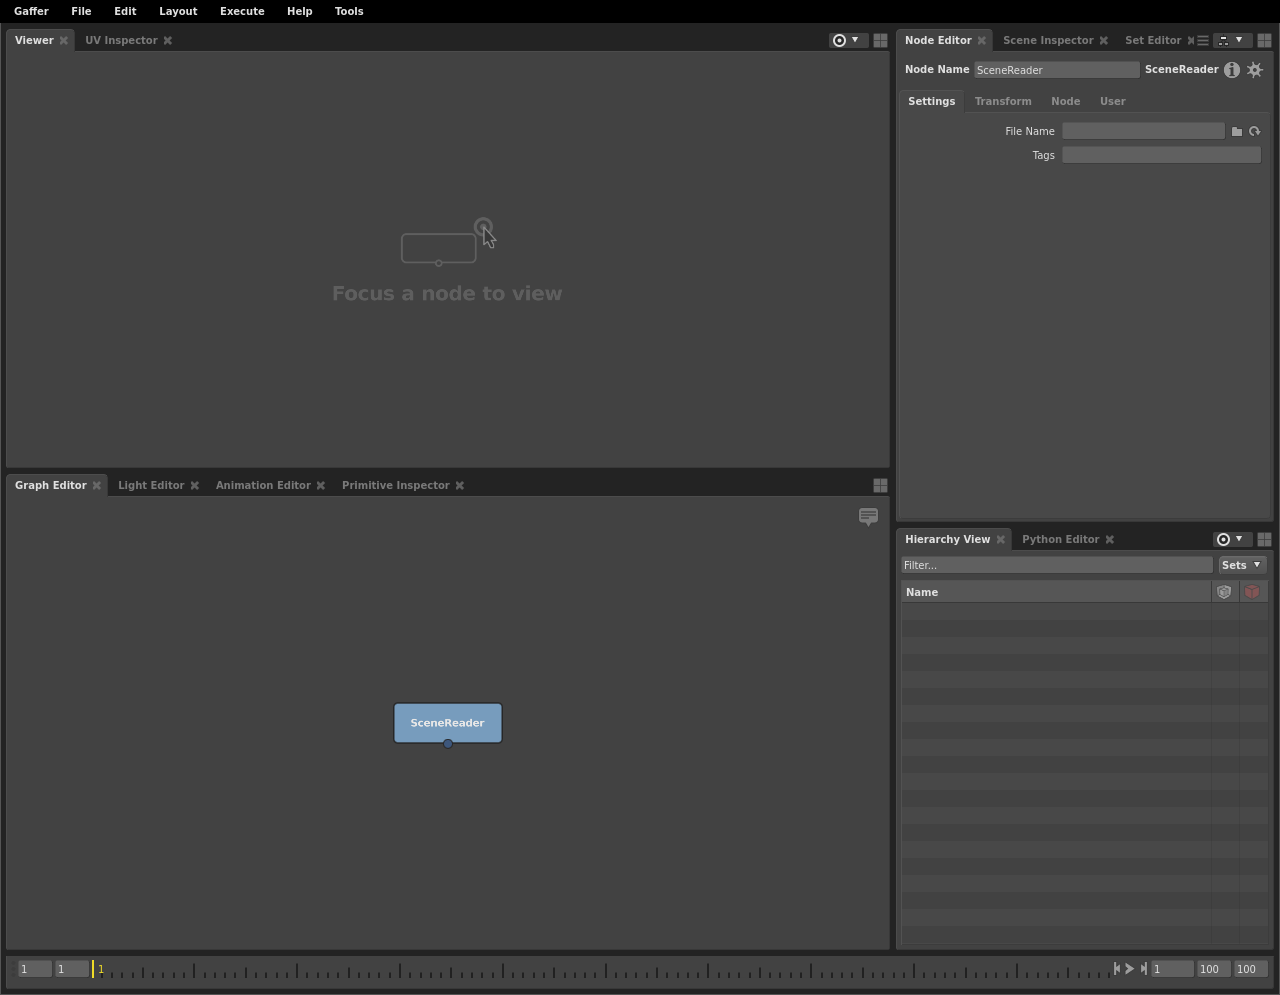 Gaffer File Edit Layout Execute Help Tools
Viewer UV Inspector
Focus a node to view
Graph Editor Light Editor Animation Editor Primitive Inspector
SceneReader
Node Editor Scene Inspector Set Editor
Node Name SceneReader SceneReader
Settings Transform Node User
File Name
Tags
Hierarchy View Python Editor
Filter... Sets
Name
1 1 1 1 100 100